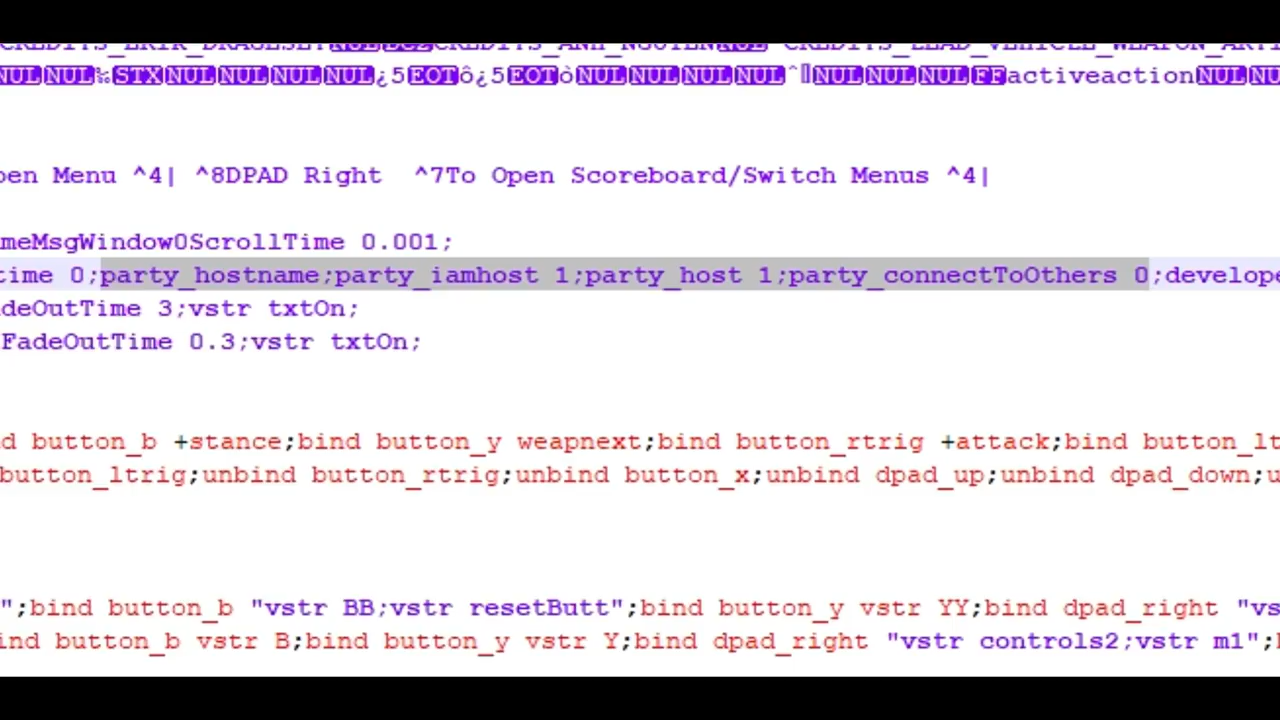 CREDITS_ERIK_DRAGESETNULDC2CREDITS_ANH_NGUYENNUL CREDITS_LEAD_VEHICLE_WEAPON_ARTI
NULNUL‰STXNULNULNULNUL¿5EOTô¿5EOTòNULNULNULNULˆNULNULNULFFactiveactionNULNU
pen Menu ^4| ^8DPAD Right  ^7To Open Scoreboard/Switch Menus ^4|
meMsgWindow0ScrollTime 0.001;
time 0;party_hostname;party_iamhost 1;party_host 1;party_connectToOthers 0;develope
deOutTime 3;vstr txtOn;
FadeOutTime 0.3;vstr txtOn;
d button_b +stance;bind button_y weapnext;bind button_rtrig +attack;bind button_lt
button_ltrig;unbind button_rtrig;unbind button_x;unbind dpad_up;unbind dpad_down;u
";bind button_b "vstr BB;vstr resetButt";bind button_y vstr YY;bind dpad_right "vs
ind button_b vstr B;bind button_y vstr Y;bind dpad_right "vstr controls2;vstr m1";